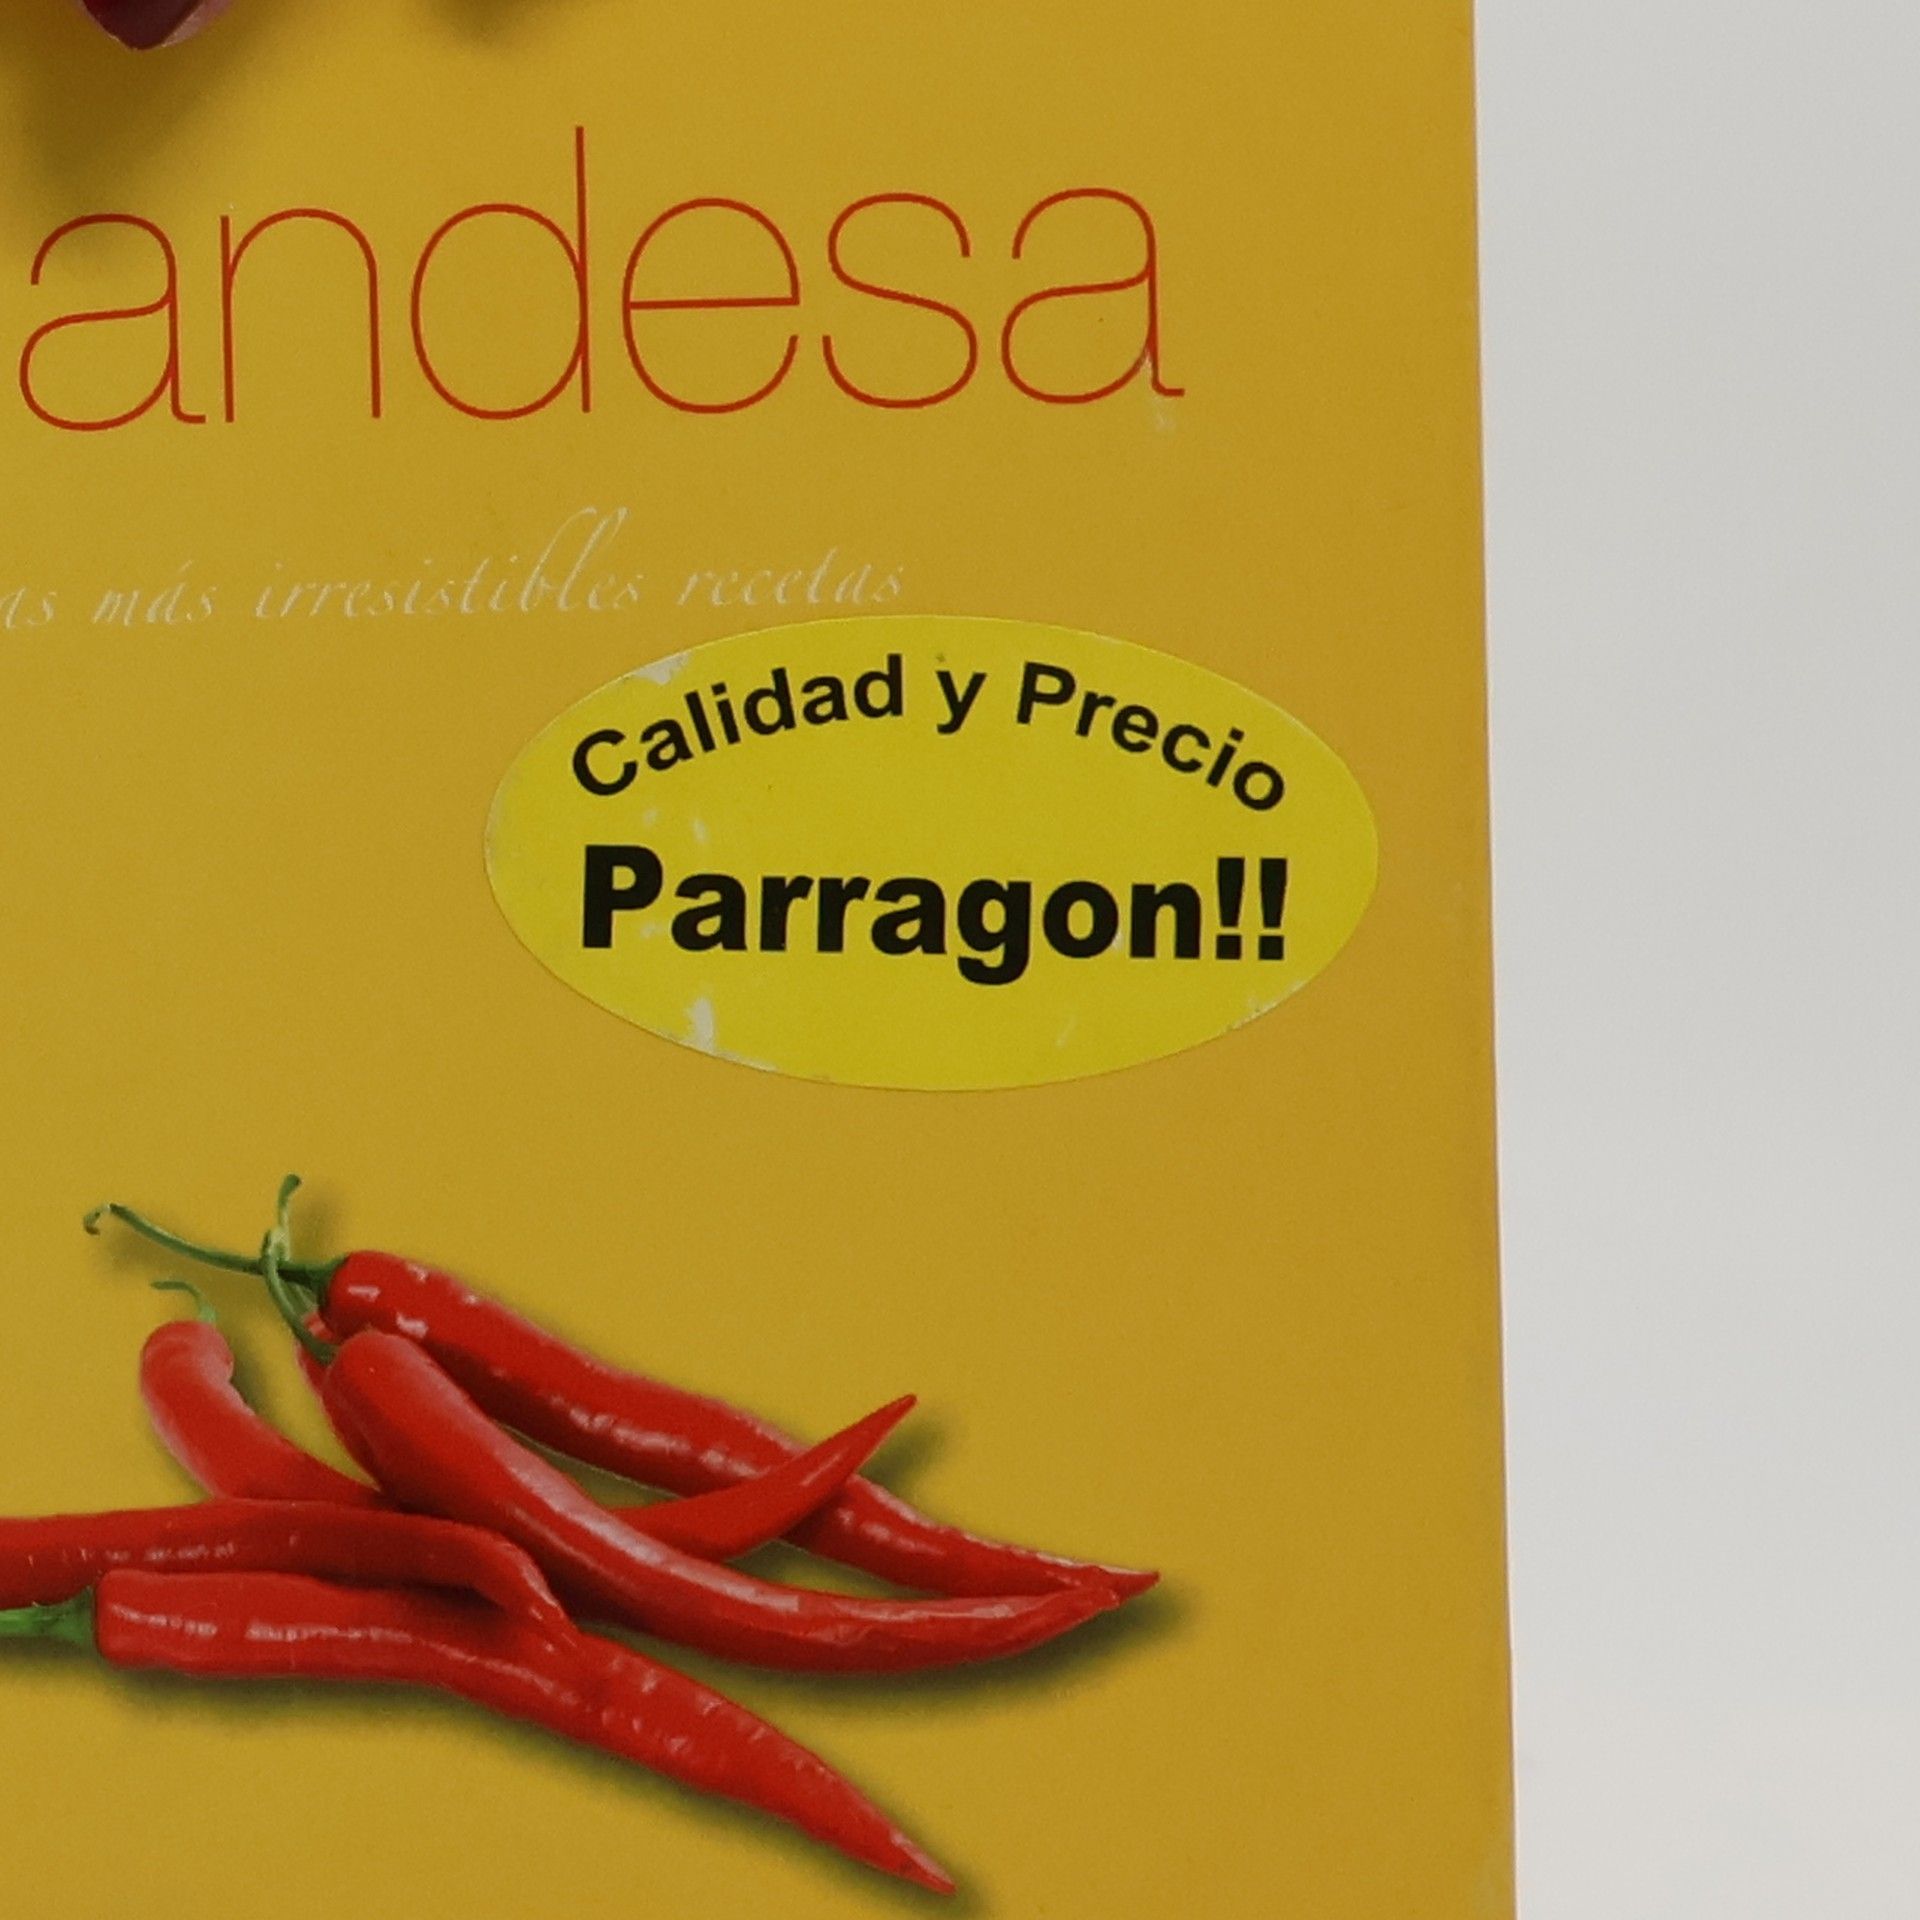 andesa
as más irresistibles recetas
Calidad y Precio
Parragon!!